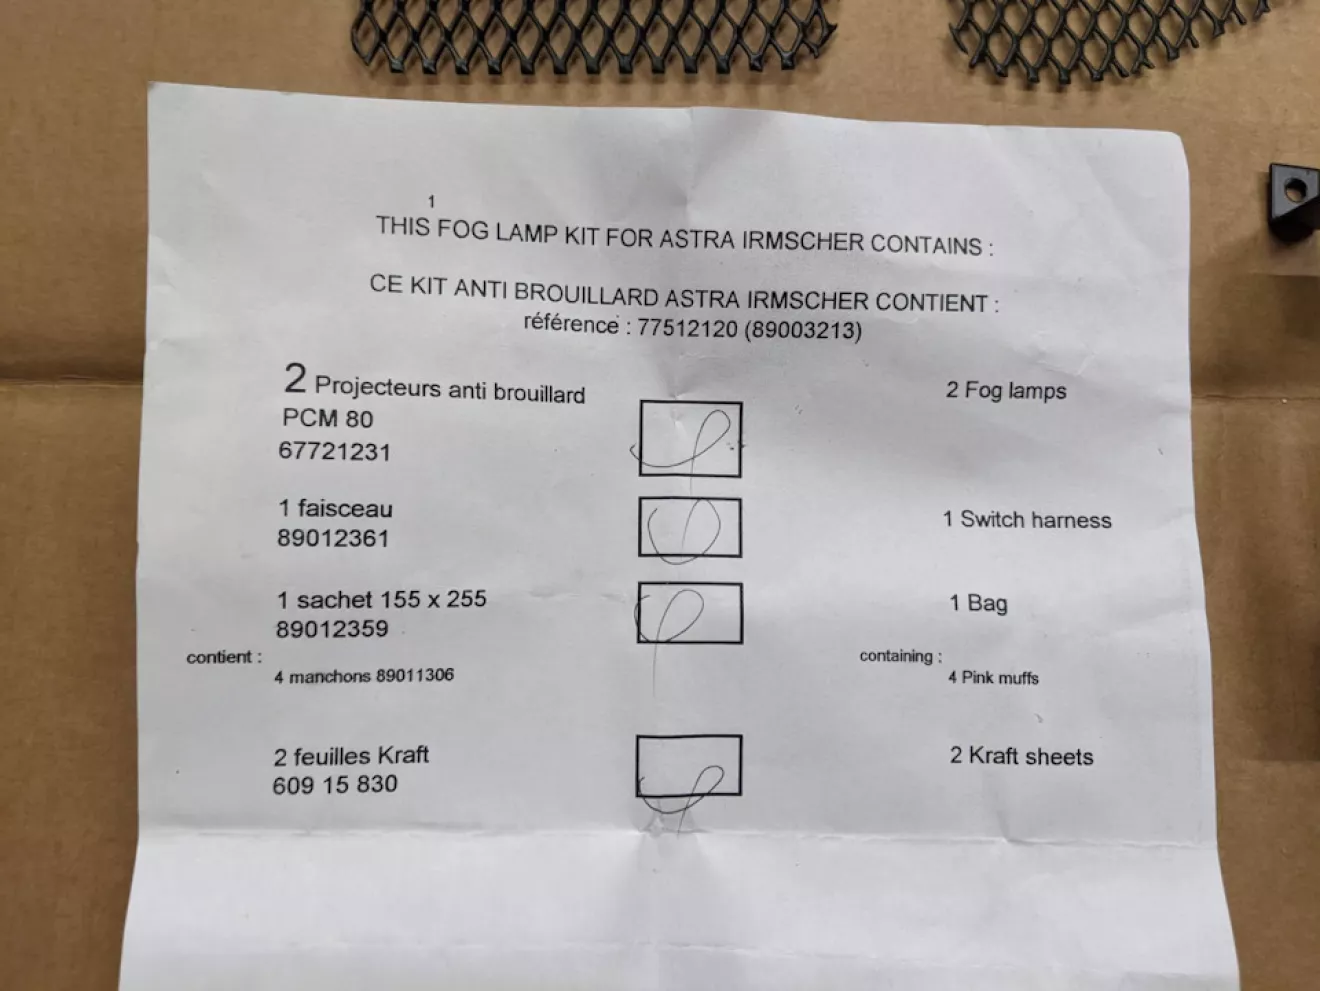 1
THIS FOG LAMP KIT FOR ASTRA IRMSCHER CONTAINS :
CE KIT ANTI BROUILLARD ASTRA IRMSCHER CONTIENT :
référence : 77512120 (89003213)
2 Projecteurs anti brouillard
2 Fog lamps
PCM 80
67721231
1 faisceau
1 Switch harness
89012361
1 sachet 155 x 255
1 Bag
89012359
contient :
containing :
4 manchons 89011306
4 Pink muffs
2 feuilles Kraft
2 Kraft sheets
609 15 830